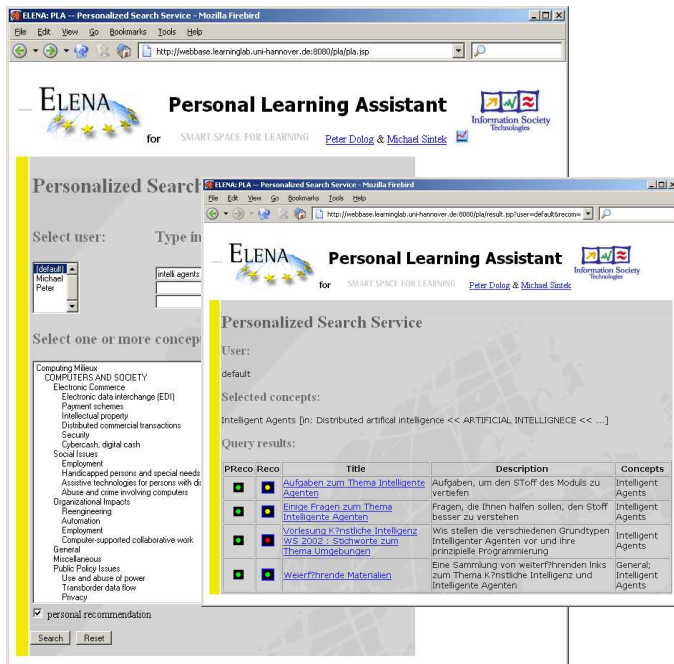 ELENA: PLA -- Personalized Search Service - Mozilla Firebird
File Edit View Go Bookmarks Tools Help
http://webbase.learninglab.uni-hannover.de:8080/pla/pla.jsp
ELENA
Personal Learning Assistant
for SMART SPACE FOR LEARNING Peter Dolog & Michael Sintek
Information Society
Technologies
Personalized Searc
Select user: Type in
(default)
Michael
Peter
intelli agents
Select one or more concep
Computing Milieux
COMPUTERS AND SOCIETY
Electronic Commerce
Electronic data interchange (EDI)
Payment schemes
Intellectual property
Distributed commercial transactions
Security
Cybercash, digital cash
Social Issues
Employment
Handicapped persons and special needs
Assistive technologies for persons with di
Abuse and crime involving computers
Organizational Impacts
Reengineering
Automation
Employment
Computer-supported collaborative work
General
Miscellaneous
Public Policy Issues
Use and abuse of power
Transborder data flow
Privacy
personal recommendation
Search Reset
ELENA: PLA -- Personalized Search Service - Mozilla Firebird
File Edit View Go Bookmarks Tools Help
http://webbase.learninglab.uni-hannover.de:8080/pla/result.jsp?user=default&recom=
ELENA
Personal Learning Assistant
for SMART SPACE FOR LEARNING Peter Dolog & Michael Sintek
Information Society
Technologies
Personalized Search Service
User:
default
Selected concepts:
Intelligent Agents [in: Distributed artifical intelligence << ARTIFICIAL INTELLIGNECE << ...]
Query results:
PReco Reco Title Description Concepts
Aufgaben zum Thema Intelligente Agenten Aufgaben, um den SToff des Moduls zu vertiefen Intelligent Agents
Einige Fragen zum Thema Intelligente Agenten Fragen, die Ihnen halfen sollen, den Stoff besser zu verstehen Intelligent Agents
Vorlesung K?nstliche Intelligenz WS 2002 : Stichworte zum Thema Umgebungen Wis stellen die verschiedenen Grundtypen Intelligenter Agenten vor und ihre prinzipielle Programmierung Intelligent Agents
Weierf?hrende Materialien Eine Sammlung von weiterf?hrenden lnks zum Thema K?nstliche Intelligenz und Intelligente Agenten General; Intelligent Agents